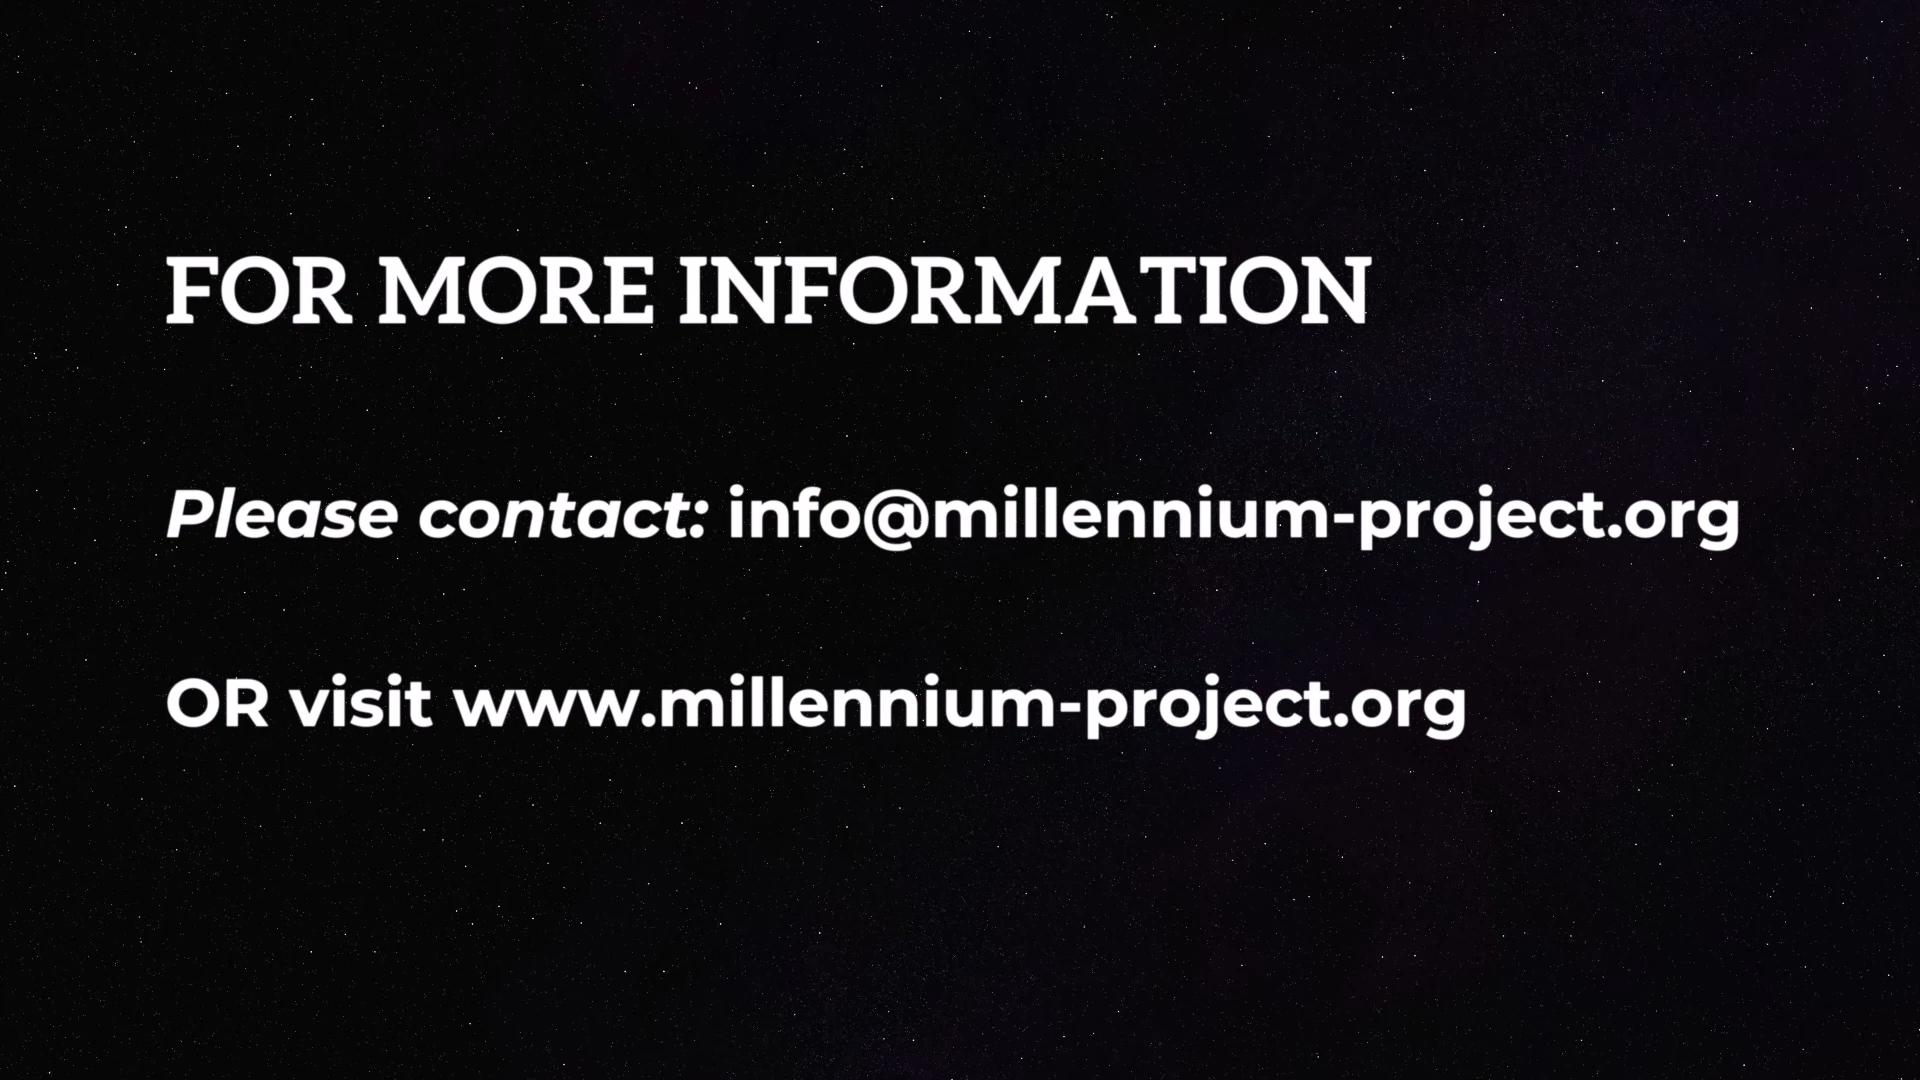 FOR MORE INFORMATION
Please contact: info@millennium-project.org
OR visit www.millennium-project.org